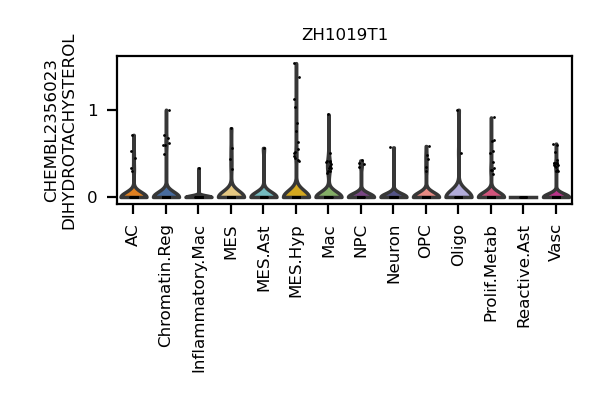 ZH1019T1
CHEMBL2356023
DIHYDROTACHYSTEROL
1
0
AC
Chromatin.Reg
Inflammatory.Mac
MES
MES.Ast
MES.Hyp
Mac
NPC
Neuron
OPC
Oligo
Prolif.Metab
Reactive.Ast
Vasc